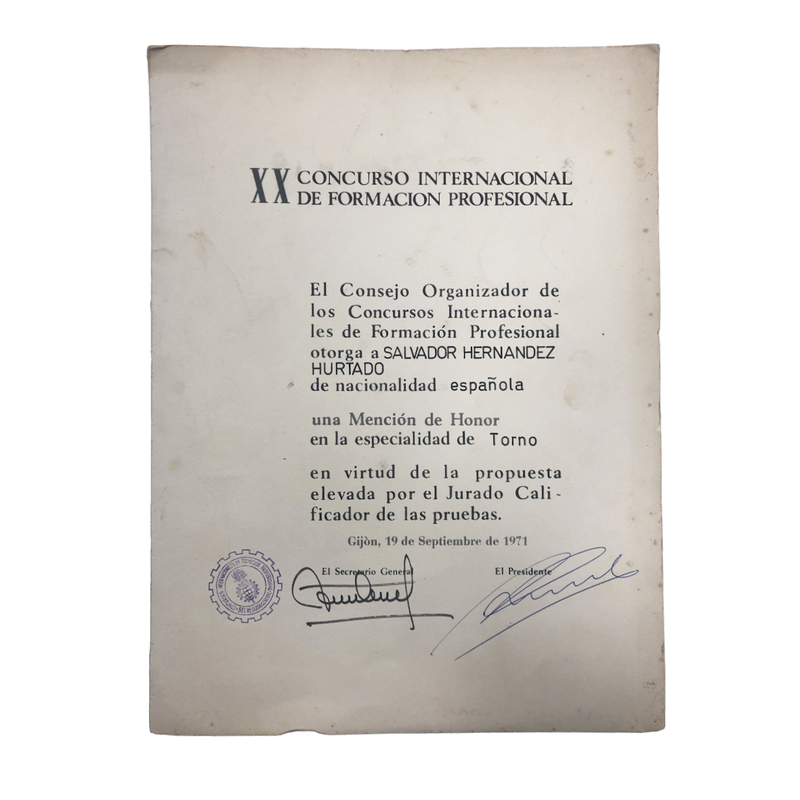 XX CONCURSO INTERNACIONAL
DE FORMACION PROFESIONAL
El Consejo Organizador de
los Concursos Internaciona-
les de Formación Profesional
otorga a SALVADOR HERNANDEZ
HURTADO
de nacionalidad española
una Mención de Honor
en la especialidad de Torno
en virtud de la propuesta
elevada por el Jurado Cali-
ficador de las pruebas.
Gijòn, 19 de Septiembre de 1971
El Secretario General
El Presidente